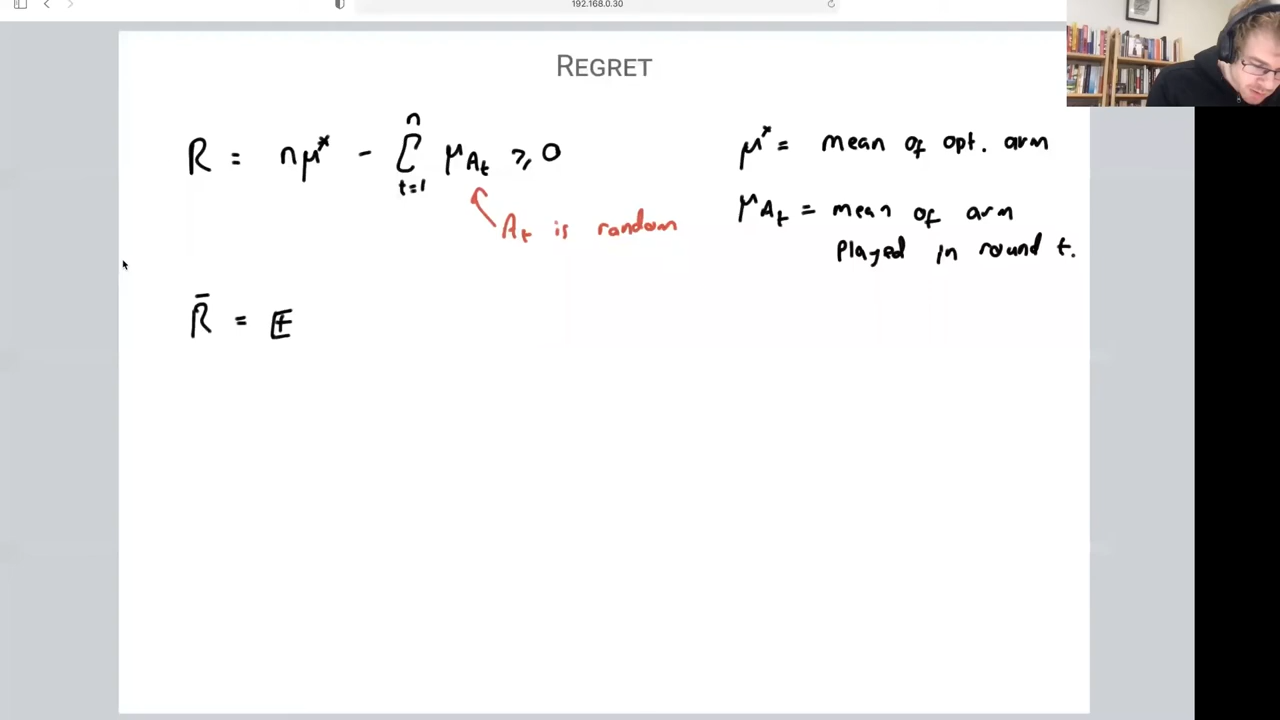 192.168.0.30
REGRET
R = nμ* - Σ_{t=1}^{n} μ_{A_t} ≥ 0
A_t is random
μ* = mean of opt. arm
μ_{A_t} = mean of arm
played in round t.
R̄ = 𝔼